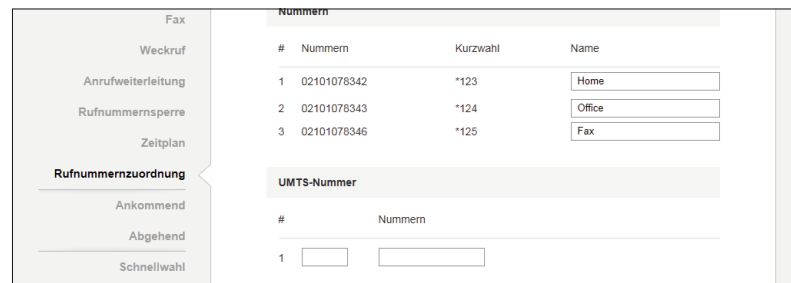 Fax
Weckruf
Anrufweiterleitung
Rufnummernsperre
Zeitplan
Rufnummernzuordnung
Ankommend
Abgehend
Schnellwahl
Nummern
# Nummern Kurzwahl Name
1 02101078342 *123 Home
2 02101078343 *124 Office
3 02101078346 *125 Fax
UMTS-Nummer
# Nummern
1